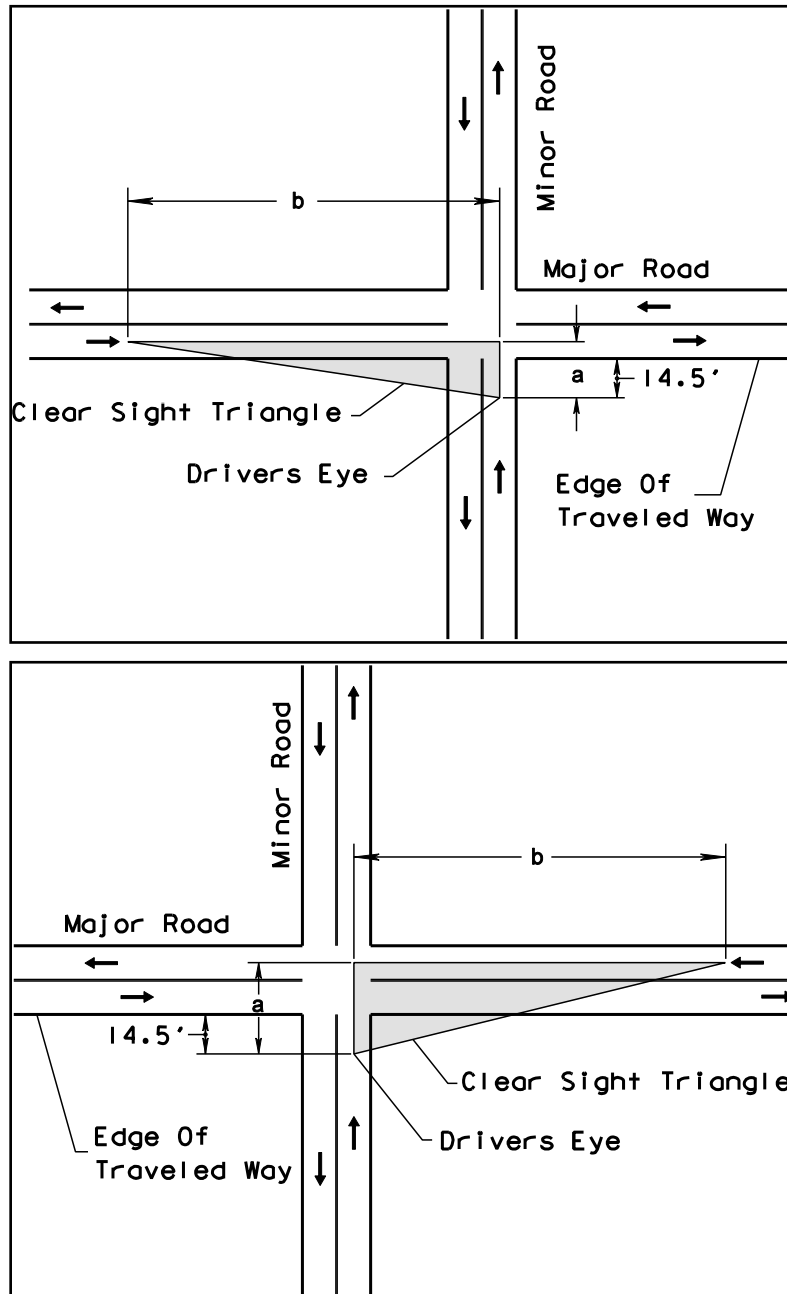 Minor Road
b
Major Road
a
14.5'
Clear Sight Triangle
Drivers Eye
Edge Of
Traveled Way
Minor Road
b
Major Road
a
14.5'
Clear Sight Triangle
Edge Of
Traveled Way
Drivers Eye